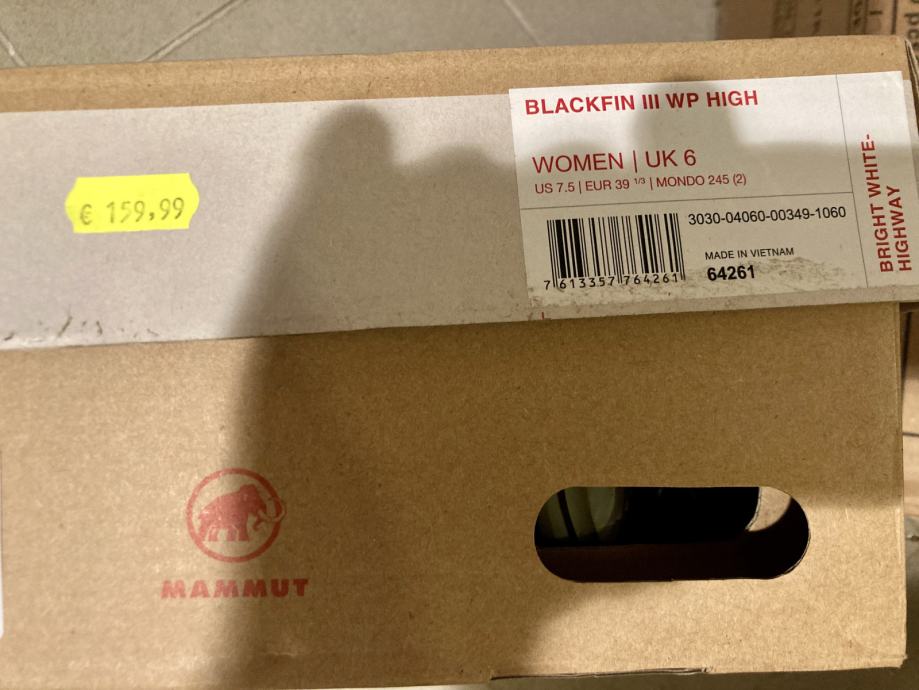 € 159,99
BLACKFIN III WP HIGH
WOMEN | UK 6
US 7.5 | EUR 39 1/3 | MONDO 245 (2)
3030-04060-00349-1060
MADE IN VIETNAM
64261
7 613357 764261
BRIGHT WHITE-
HIGHWAY
MAMMUT